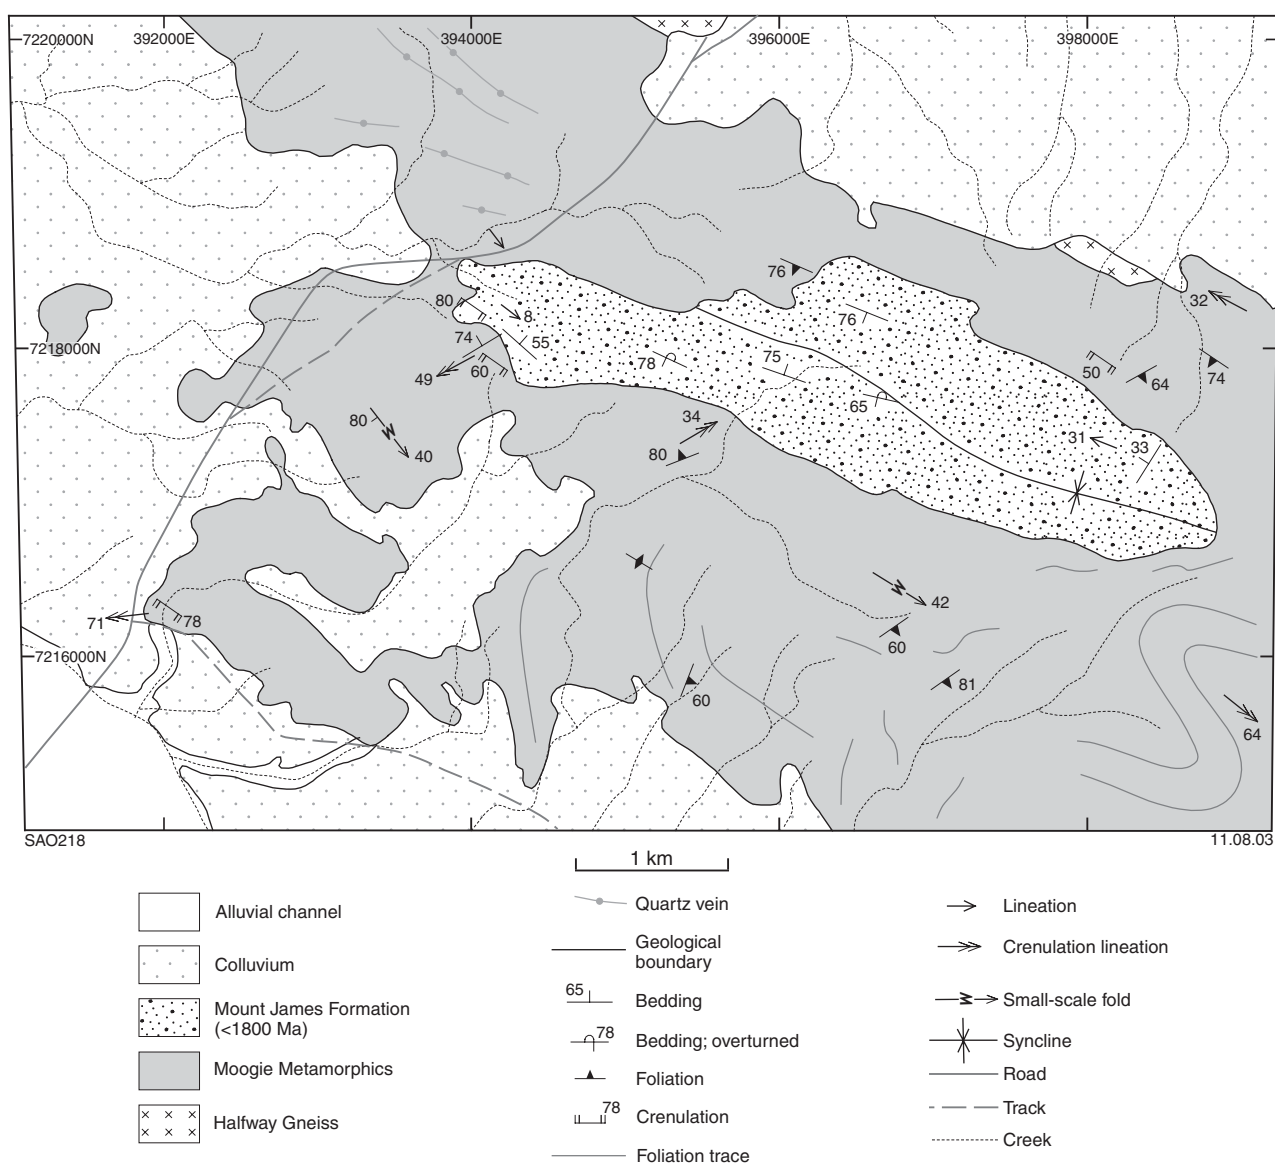 7220000N
392000E
394000E
396000E
398000E
76
32
80
8
76
55
7218000N
74
78
75
50
64
74
49
60
65
34
80
31
33
80
40
42
71
78
60
7216000N
81
60
64
SAO218
11.08.03
1 km
Alluvial channel
Colluvium
Mount James Formation
(<1800 Ma)
Moogie Metamorphics
Halfway Gneiss
Quartz vein
Geological
boundary
65
Bedding
78
Bedding; overturned
Foliation
78
Crenulation
Foliation trace
Lineation
Crenulation lineation
Small-scale fold
Syncline
Road
Track
Creek